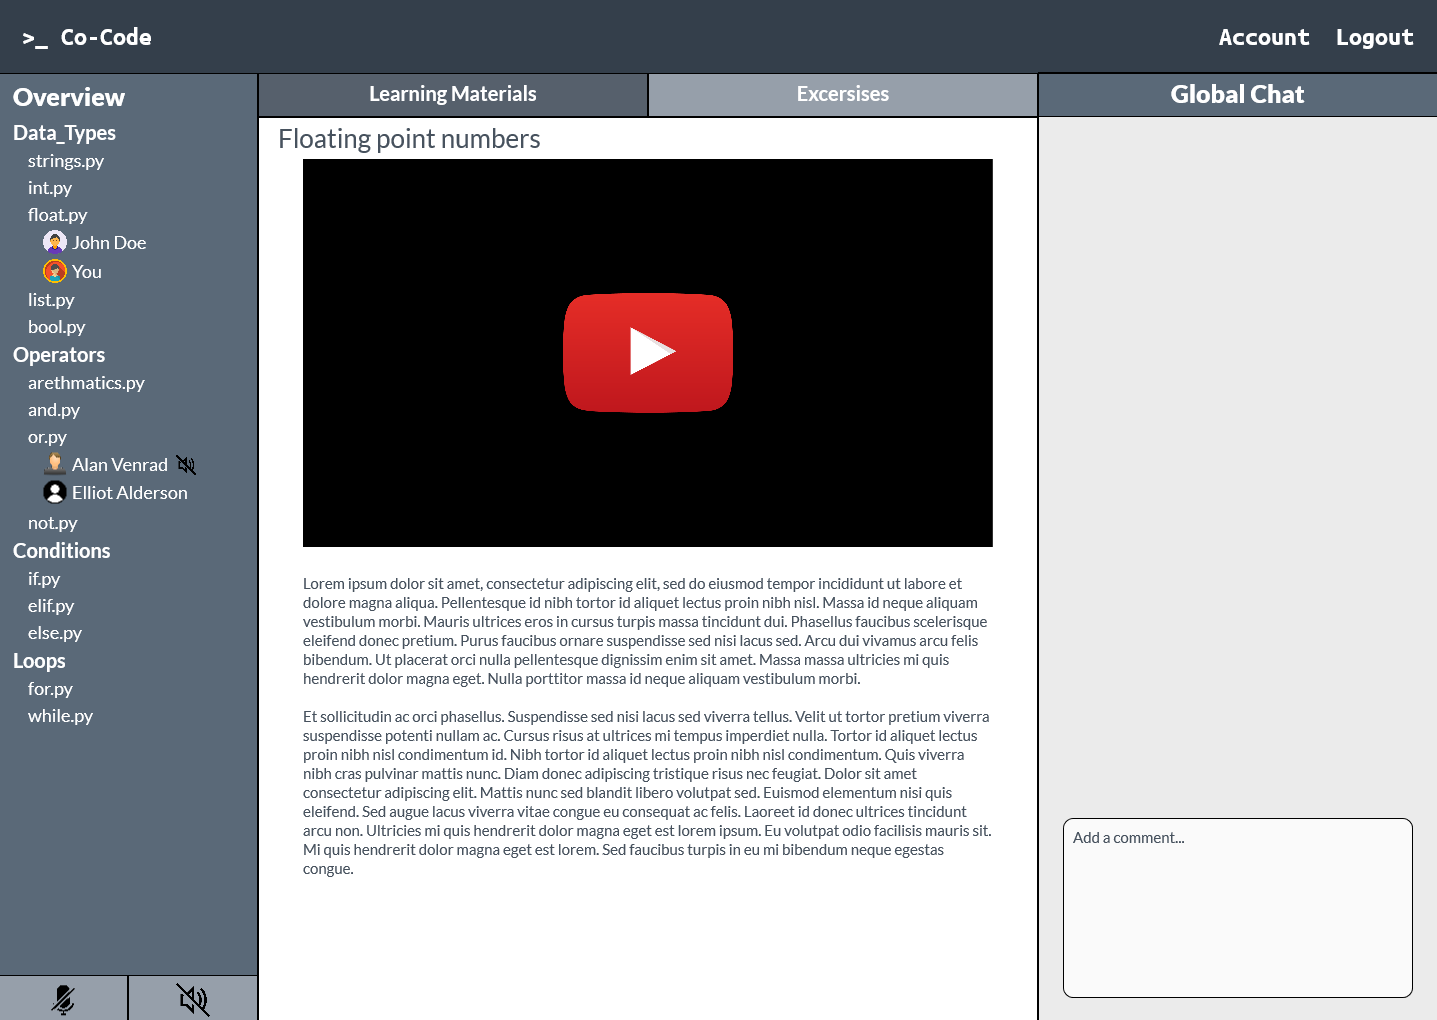 >_ Co-Code
Account Logout
Overview
Data_Types
strings.py
int.py
float.py
John Doe
You
list.py
bool.py
Operators
arethmatics.py
and.py
or.py
Alan Venrad
Elliot Alderson
not.py
Conditions
if.py
elif.py
else.py
Loops
for.py
while.py
Learning Materials
Excersises
Floating point numbers
Lorem ipsum dolor sit amet, consectetur adipiscing elit, sed do eiusmod tempor incididunt ut labore et
dolore magna aliqua. Pellentesque id nibh tortor id aliquet lectus proin nibh nisl. Massa id neque aliquam
vestibulum morbi. Mauris ultrices eros in cursus turpis massa tincidunt dui. Phasellus faucibus scelerisque
eleifend donec pretium. Purus faucibus ornare suspendisse sed nisi lacus sed. Arcu dui vivamus arcu felis
bibendum. Ut placerat orci nulla pellentesque dignissim enim sit amet. Massa massa ultricies mi quis
hendrerit dolor magna eget. Nulla porttitor massa id neque aliquam vestibulum morbi.
Et sollicitudin ac orci phasellus. Suspendisse sed nisi lacus sed viverra tellus. Velit ut tortor pretium viverra
suspendisse potenti nullam ac. Cursus risus at ultrices mi tempus imperdiet nulla. Tortor id aliquet lectus
proin nibh nisl condimentum id. Nibh tortor id aliquet lectus proin nibh nisl condimentum. Quis viverra
nibh cras pulvinar mattis nunc. Diam donec adipiscing tristique risus nec feugiat. Dolor sit amet
consectetur adipiscing elit. Mattis nunc sed blandit libero volutpat sed. Euismod elementum nisi quis
eleifend. Sed augue lacus viverra vitae congue eu consequat ac felis. Laoreet id donec ultrices tincidunt
arcu non. Ultricies mi quis hendrerit dolor magna eget est lorem ipsum. Eu volutpat odio facilisis mauris sit.
Mi quis hendrerit dolor magna eget est lorem. Sed faucibus turpis in eu mi bibendum neque egestas
congue.
Global Chat
Add a comment...